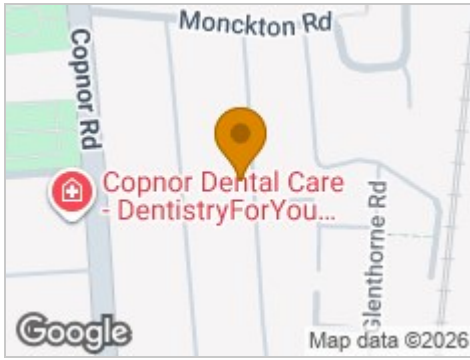 Monckton Rd
Copnor Rd
Copnor Dental Care
- DentistryForYou...
Glenthorne Rd
Google
Map data ©2026